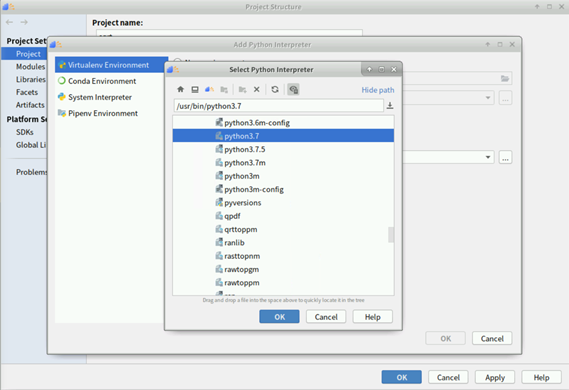 Project Structure
Project name:
Project Set
Project
Modules
Libraries
Facets
Artifacts
Platform Se
SDKs
Global Li
Problems
Add Python Interpreter
Virtualenv Environment
Conda Environment
System Interpreter
Pipenv Environment
Select Python Interpreter
Hide path
/usr/bin/python3.7
python3.6m-config
python3.7
python3.7.5
python3.7m
python3m
python3m-config
pyversions
qpdf
qrttoppm
ranlib
rasttopnm
rawtopgm
rawtoppm
Drag and drop a file into the space above to quickly locate it in the tree
OK
Cancel
Help
...
...
OK
Cancel
OK
Cancel
Apply
Help